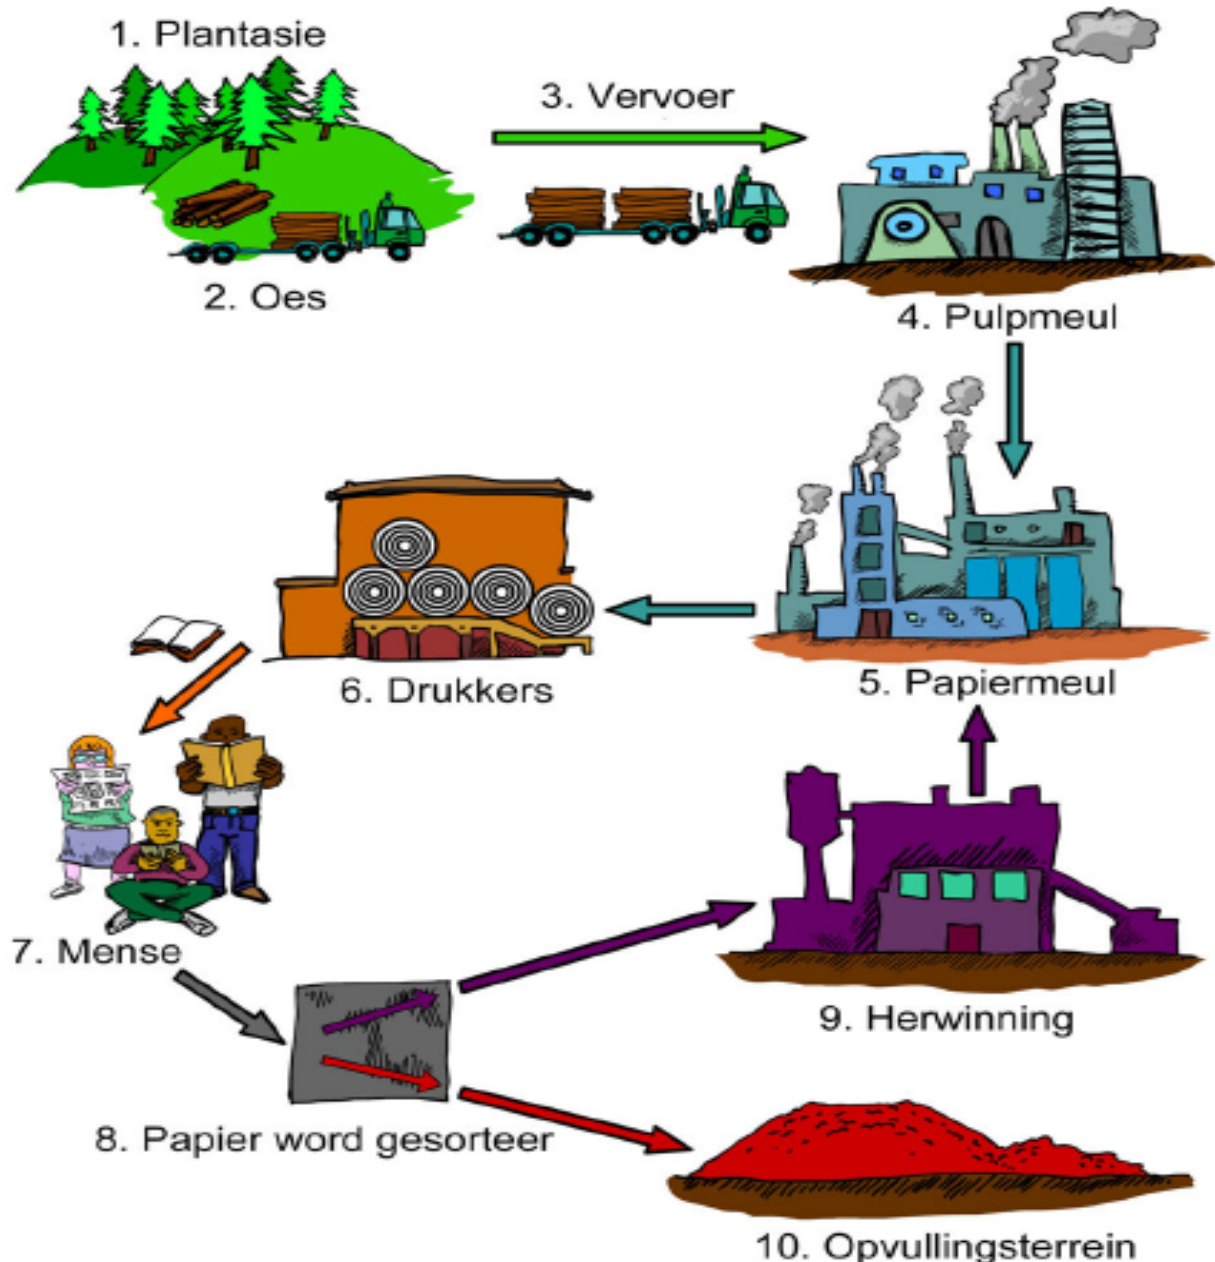 1. Plantasie
2. Oes
3. Vervoer
4. Pulpmeul
5. Papiermeul
6. Drukkers
7. Mense
8. Papier word gesorteer
9. Herwinning
10. Opvullingsterrein